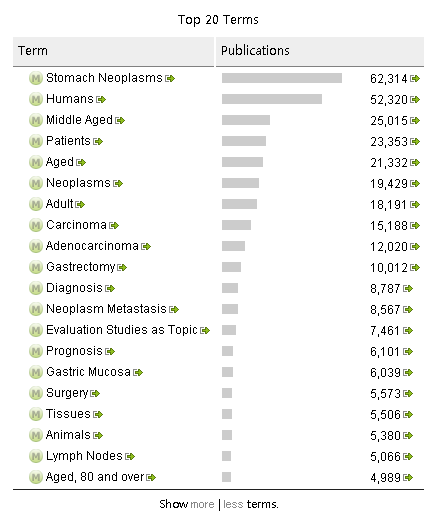 Top 20 Terms
Term Publications
M Stomach Neoplasms 62,314
M Humans 52,320
M Middle Aged 25,015
M Patients 23,353
M Aged 21,332
M Neoplasms 19,429
M Adult 18,191
M Carcinoma 15,188
M Adenocarcinoma 12,020
M Gastrectomy 10,012
M Diagnosis 8,787
M Neoplasm Metastasis 8,567
M Evaluation Studies as Topic 7,461
M Prognosis 6,101
M Gastric Mucosa 6,039
M Surgery 5,573
M Tissues 5,506
M Animals 5,380
M Lymph Nodes 5,066
M Aged, 80 and over 4,989
Show more | less terms.